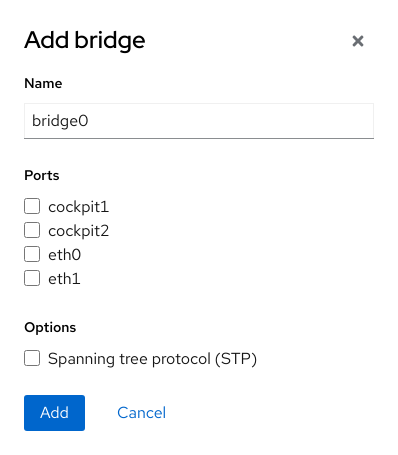 Add bridge
Name
bridge0
Ports
cockpit1
cockpit2
eth0
eth1
Options
Spanning tree protocol (STP)
Add
Cancel